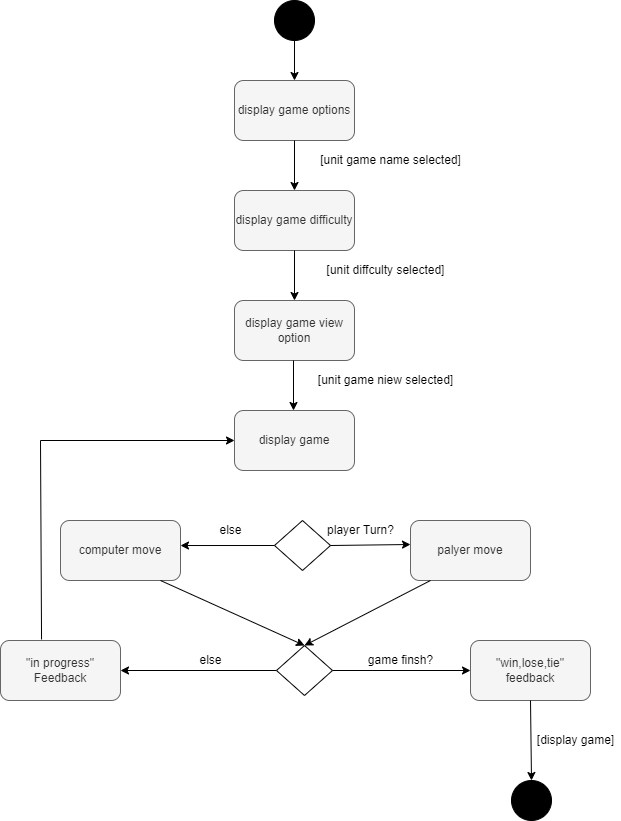 display game options
[unit game name selected]
display game difficulty
[unit diffculty selected]
display game view
option
[unit game niew selected]
display game
computer move
else
player Turn?
palyer move
"in progress"
Feedback
else
game finsh?
"win,lose,tie"
feedback
[display game]